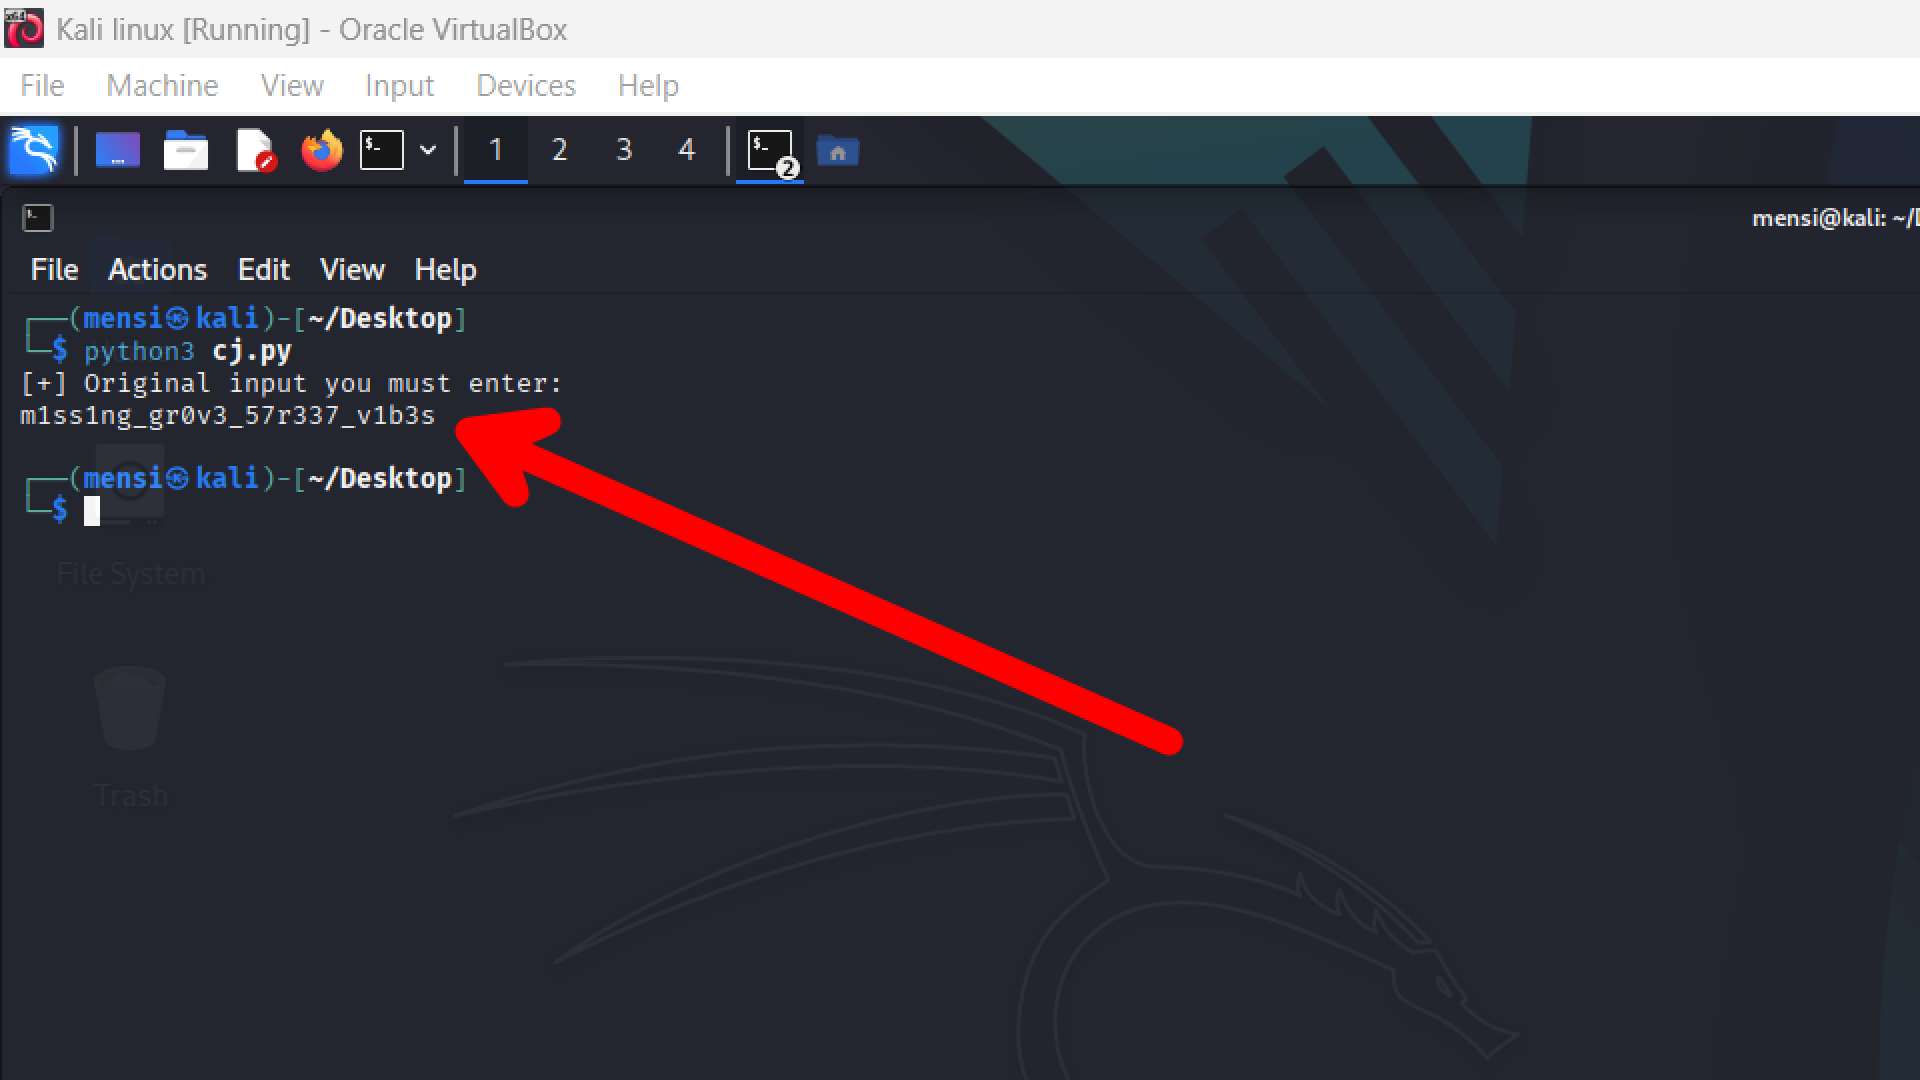 Kali linux [Running] - Oracle VirtualBox
File Machine View Input Devices Help
1 2 3 4 $_ 2
mensi@kali: ~/
File Actions Edit View Help
(mensi㉿kali)-[~/Desktop]
$ python3 cj.py
[+] Original input you must enter:
m1ss1ng_gr0v3_57r337_v1b3s
(mensi㉿kali)-[~/Desktop]
$
File System
Trash